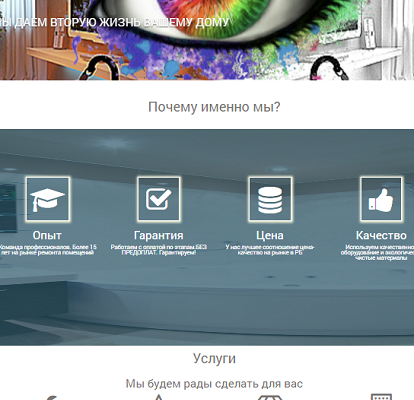 Ы ДАЕМ ВТОРУЮ ЖИЗНЬ ВАШЕМУ ДОМУ
Почему именно мы?
Опыт
Команда профессионалов. Более 15
лет на рынке ремонта помещений
Гарантия
Работаем с оплатой по этапам.БЕЗ
ПРЕДОПЛАТ. Гарантируем!
Цена
У нас лучшее соотношение цена-
качество на рынке в РБ
Качество
Используем качественно
оборудование и экологичес
чистые материалы
Услуги
Мы будем рады сделать для вас